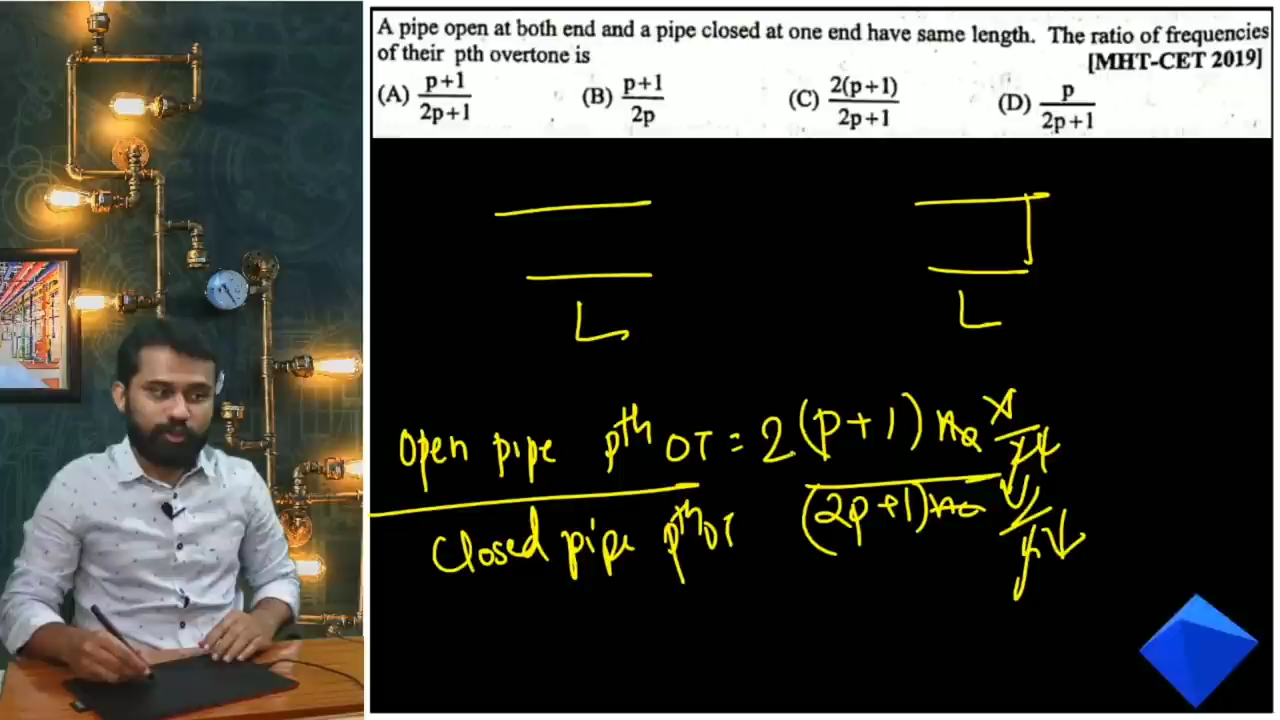 A pipe open at both end and a pipe closed at one end have same length. The ratio of frequencies
of their pth overtone is [MHT-CET 2019]
(A) p+1/2p+1 (B) p+1/2p (C) 2(p+1)/2p+1 (D) p/2p+1
L L
Open pipe pth OT = 2(p+1)
Closed pipe pth OT (2p+1)